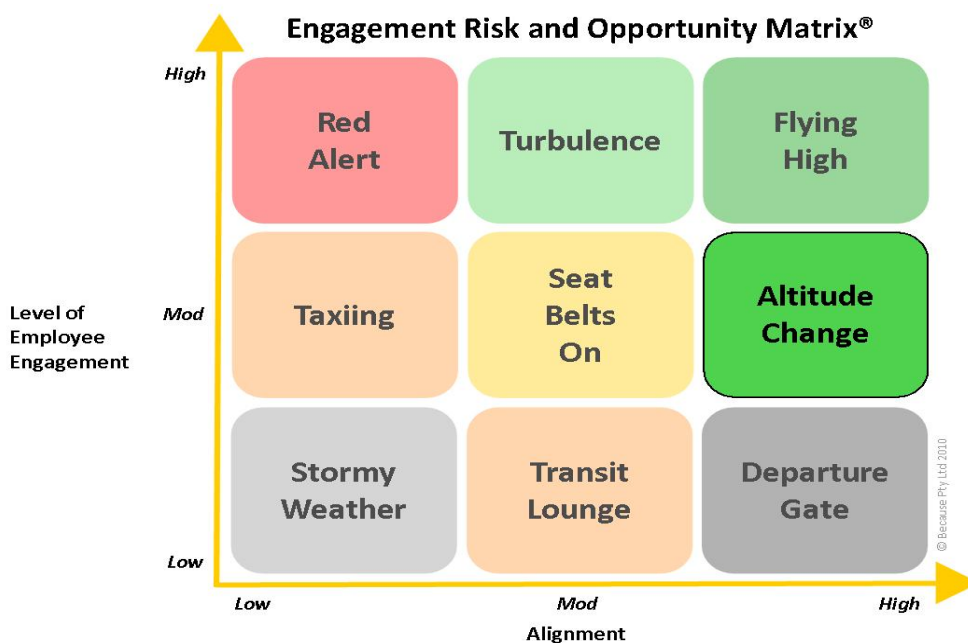 Engagement Risk and Opportunity Matrix®
High
Red
Alert
Turbulence
Flying
High
Level of
Employee
Engagement
Mod
Taxiing
Seat
Belts
On
Altitude
Change
Stormy
Weather
Transit
Lounge
Departure
Gate
© Because Pty Ltd 2010
Low
Low
Mod
High
Alignment